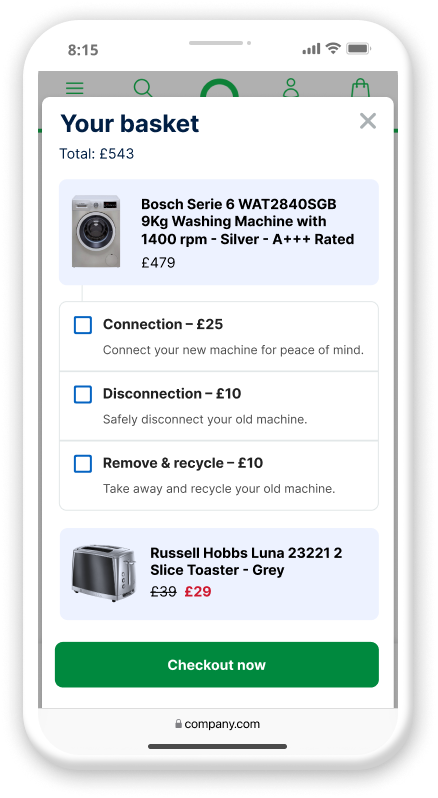 8:15
Your basket
Total: £543
Bosch Serie 6 WAT2840SGB
9Kg Washing Machine with
1400 rpm - Silver - A+++ Rated
£479
Connection – £25
Connect your new machine for peace of mind.
Disconnection – £10
Safely disconnect your old machine.
Remove & recycle – £10
Take away and recycle your old machine.
Russell Hobbs Luna 23221 2
Slice Toaster - Grey
£39 £29
Checkout now
company.com